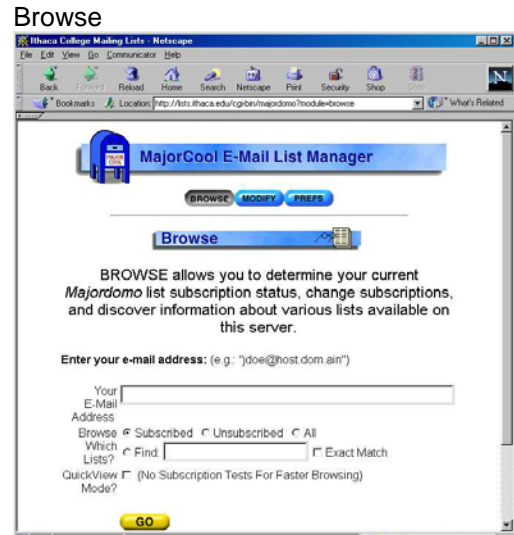 Browse
Ithaca College Mailing Lists - Netscape
File Edit View Go Communicator Help
Back Forward Reload Home Search Netscape Print Security Shop Stop
Bookmarks Location: http://lists.ithaca.edu/cgi-bin/majordomo?module=browse What's Related
N
MAJOR COOL
MajorCool E-Mail List Manager
BROWSE MODIFY PREFS
Browse
BROWSE allows you to determine your current
Majordomo list subscription status, change subscriptions,
and discover information about various lists available on
this server.
Enter your e-mail address: (e.g.: "jdoe@host.dom.ain")
Your
E-Mail
Address
Browse Subscribed Unsubscribed All
Which
Lists? Find: Exact Match
QuickView (No Subscription Tests For Faster Browsing)
Mode?
GO